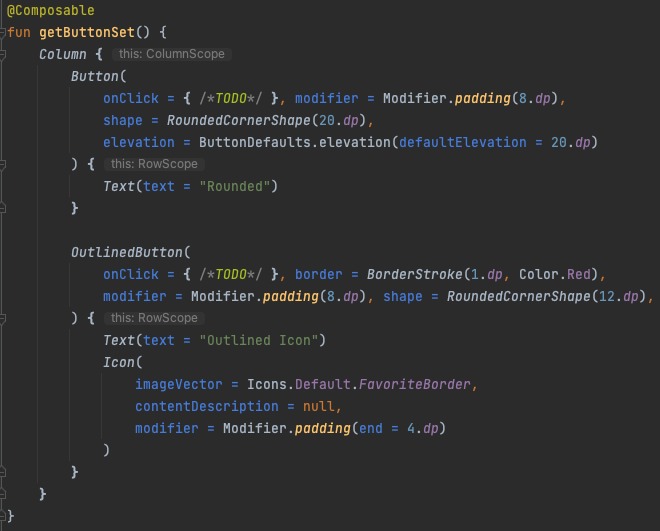 @Composable
fun getButtonSet() {
    Column { this: ColumnScope
        Button(
            onClick = { /*TODO*/ }, modifier = Modifier.padding(8.dp),
            shape = RoundedCornerShape(20.dp),
            elevation = ButtonDefaults.elevation(defaultElevation = 20.dp)
        ) { this: RowScope
            Text(text = "Rounded")
        }

        OutlinedButton(
            onClick = { /*TODO*/ }, border = BorderStroke(1.dp, Color.Red),
            modifier = Modifier.padding(8.dp), shape = RoundedCornerShape(12.dp),
        ) { this: RowScope
            Text(text = "Outlined Icon")
            Icon(
                imageVector = Icons.Default.FavoriteBorder,
                contentDescription = null,
                modifier = Modifier.padding(end = 4.dp)
            )
        }
    }
}